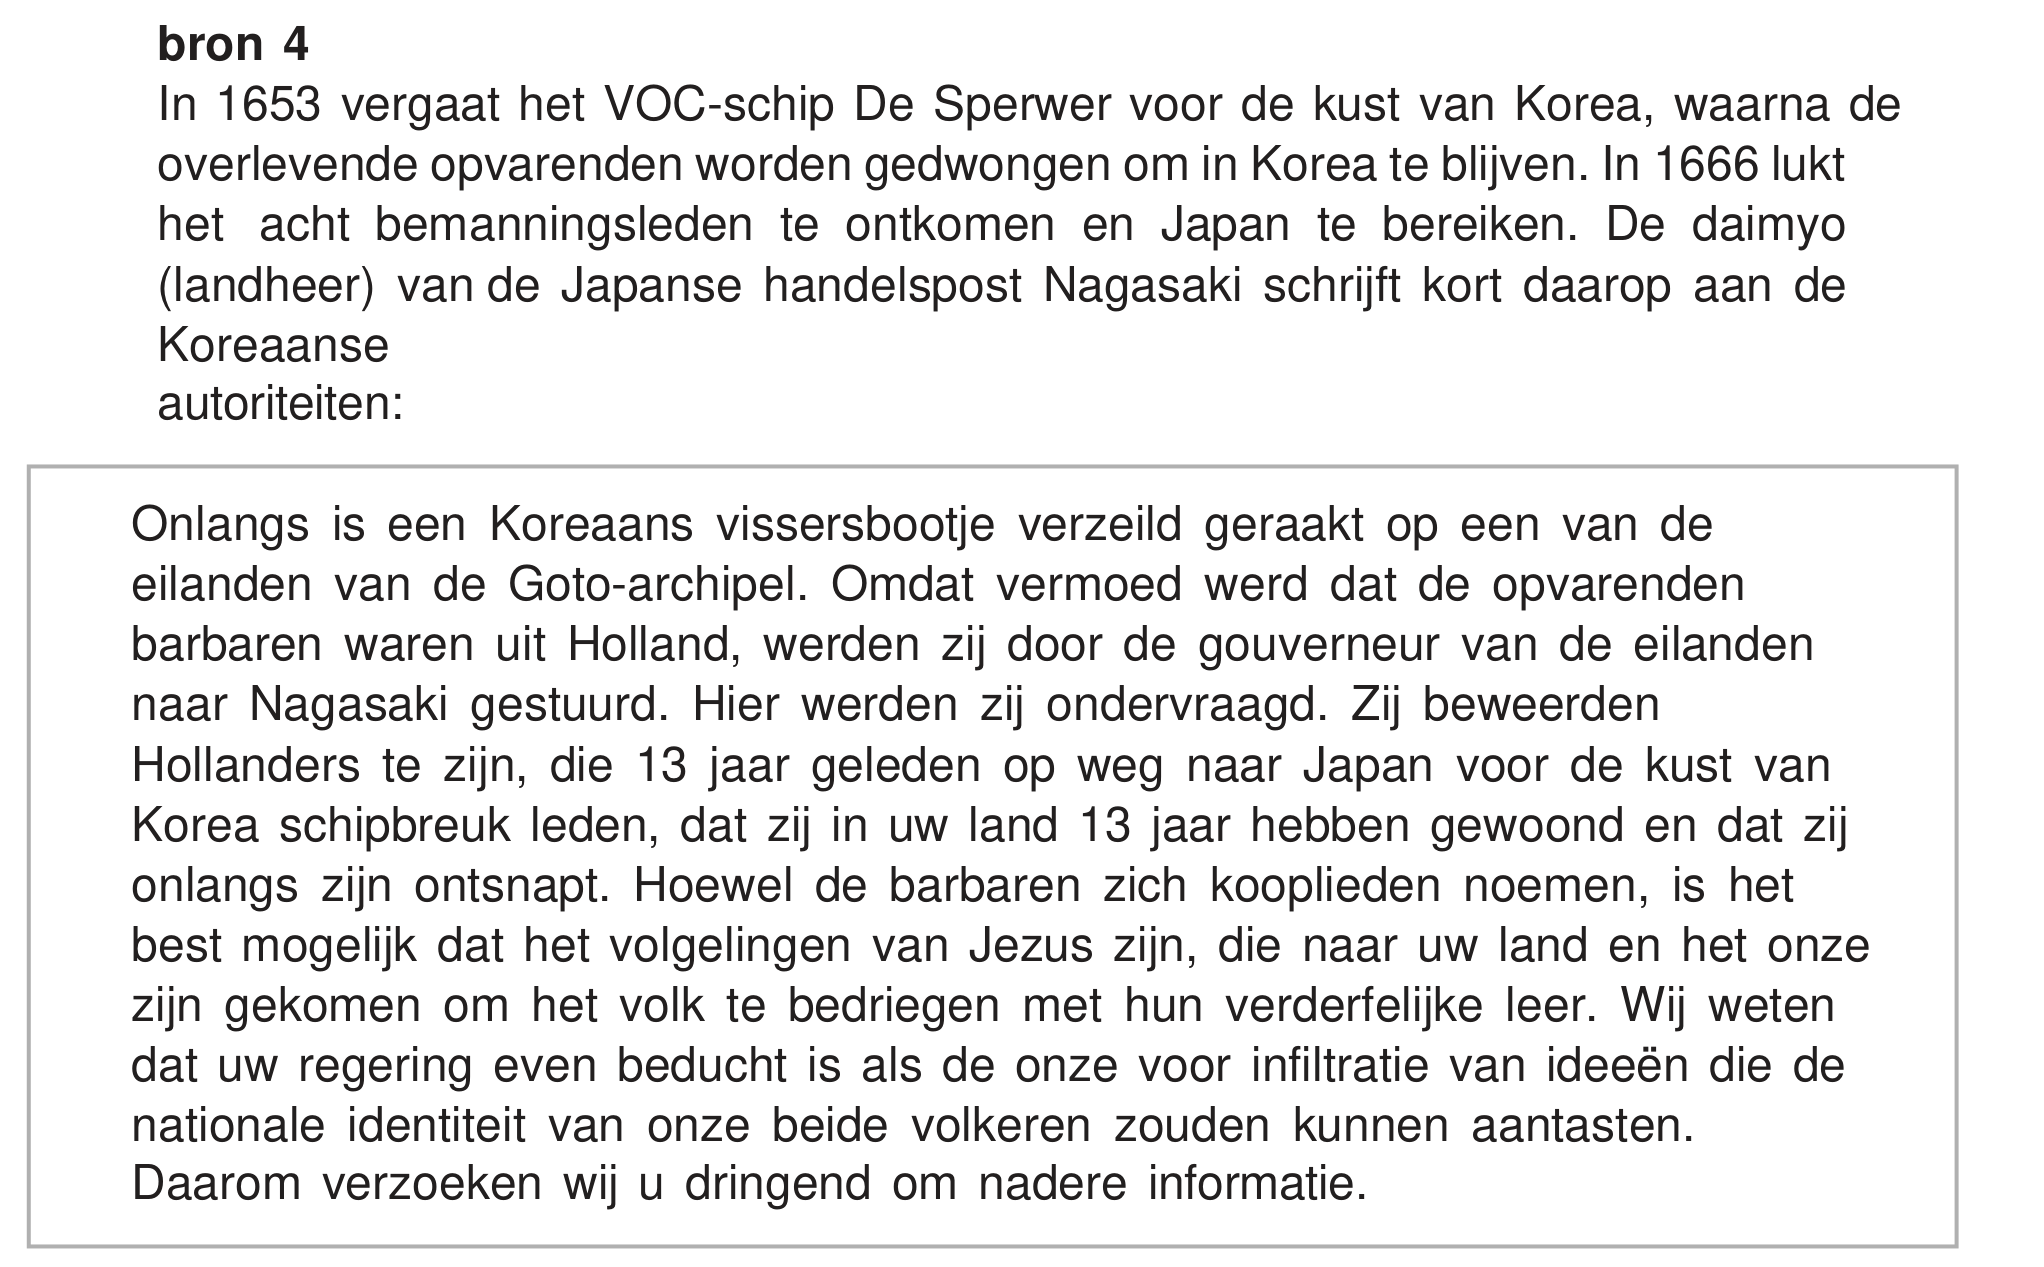 bron 4
In 1653 vergaat het VOC-schip De Sperwer voor de kust van Korea, waarna de
overlevende opvarenden worden gedwongen om in Korea te blijven. In 1666 lukt
het acht bemanningsleden te ontkomen en Japan te bereiken. De daimyo
(landheer) van de Japanse handelspost Nagasaki schrijft kort daarop aan de
Koreaanse
autoriteiten:
Onlangs is een Koreaans vissersbootje verzeild geraakt op een van de
eilanden van de Goto-archipel. Omdat vermoed werd dat de opvarenden
barbaren waren uit Holland, werden zij door de gouverneur van de eilanden
naar Nagasaki gestuurd. Hier werden zij ondervraagd. Zij beweerden
Hollanders te zijn, die 13 jaar geleden op weg naar Japan voor de kust van
Korea schipbreuk leden, dat zij in uw land 13 jaar hebben gewoond en dat zij
onlangs zijn ontsnapt. Hoewel de barbaren zich kooplieden noemen, is het
best mogelijk dat het volgelingen van Jezus zijn, die naar uw land en het onze
zijn gekomen om het volk te bedriegen met hun verderfelijke leer. Wij weten
dat uw regering even beducht is als de onze voor infiltratie van ideeën die de
nationale identiteit van onze beide volkeren zouden kunnen aantasten.
Daarom verzoeken wij u dringend om nadere informatie.